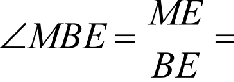 ∠MBE = ME/BE =